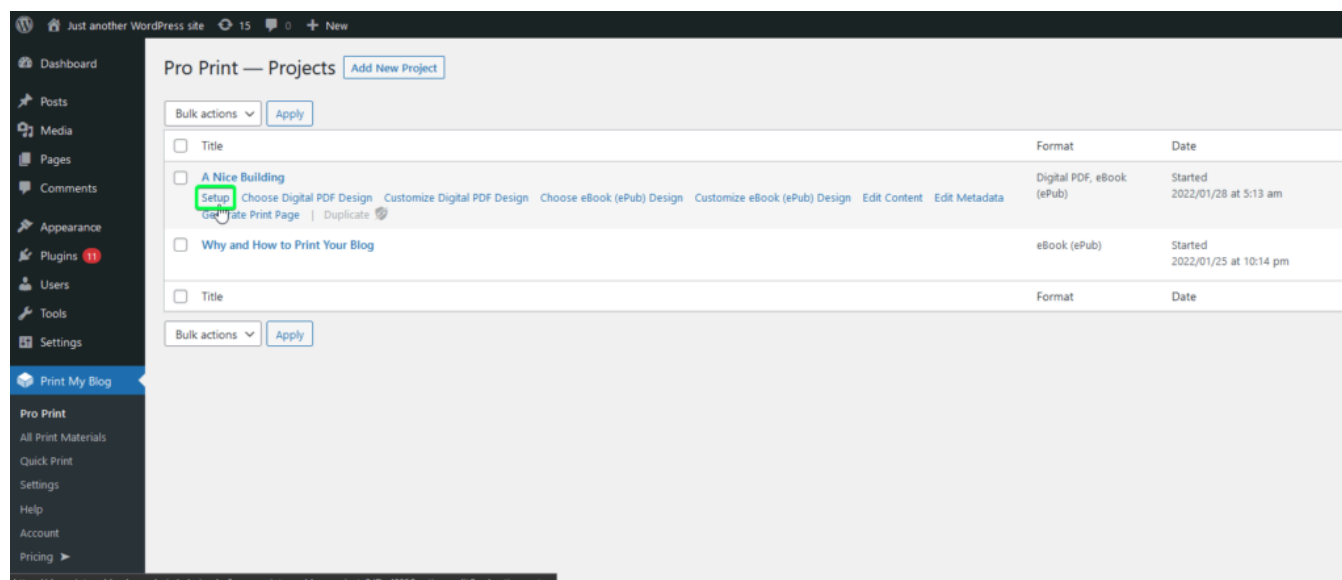 Just another WordPress site 15 0 + New
Dashboard
Posts
Media
Pages
Comments
Appearance
Plugins 11
Users
Tools
Settings
Print My Blog
Pro Print
All Print Materials
Quick Print
Settings
Help
Account
Pricing ➤
Pro Print — Projects Add New Project
Bulk actions Apply
Title Format Date
A Nice Building Digital PDF, eBook (ePub) Started 2022/01/28 at 5:13 am
Setup Choose Digital PDF Design Customize Digital PDF Design Choose eBook (ePub) Design Customize eBook (ePub) Design Edit Content Edit Metadata
Generate Print Page | Duplicate
Why and How to Print Your Blog eBook (ePub) Started
2022/01/25 at 10:14 pm
Title Format Date
Bulk actions Apply